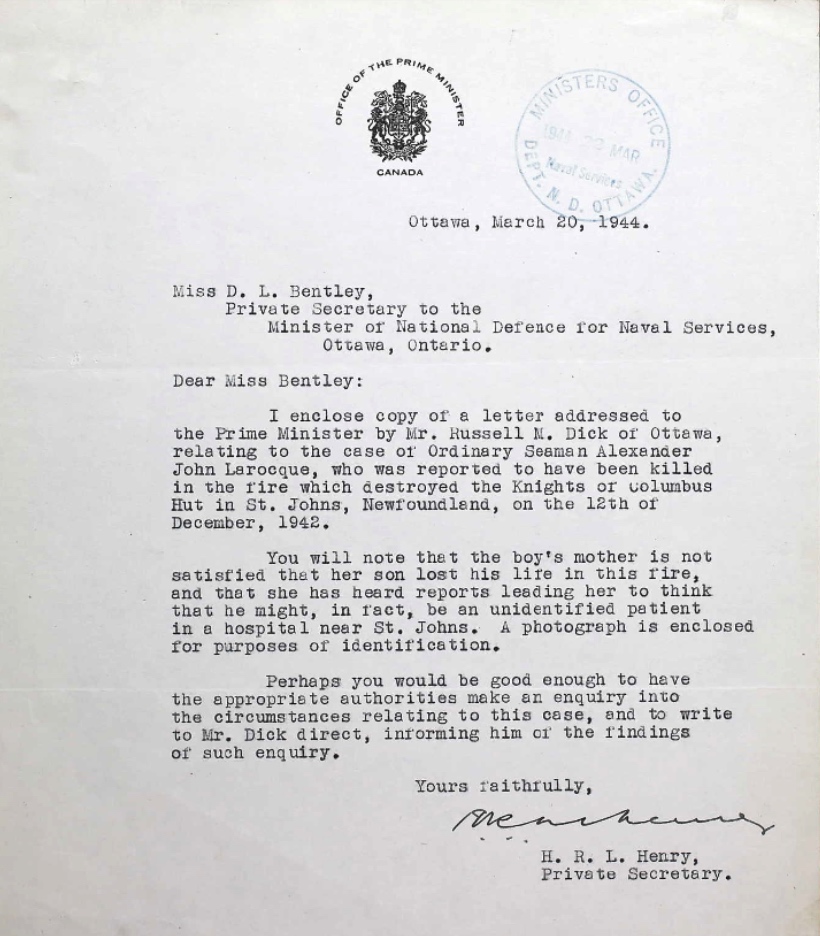 OFFICE OF THE PRIME MINISTER
CANADA
MINISTERS OFFICE
MAR
Naval Services
DEPT. N. D. OTTAWA.
Ottawa, March 20, 1944.
Miss D. L. Bentley,
Private Secretary to the
Minister of National Defence for Naval Services,
Ottawa, Ontario.
Dear Miss Bentley:
I enclose copy of a letter addressed to
the Prime Minister by Mr. Russell M. Dick of Ottawa,
relating to the case of Ordinary Seaman Alexander
John Larocque, who was reported to have been killed
in the fire which destroyed the Knights of Columbus
Hut in St. Johns, Newfoundland, on the 12th of
December, 1942.
You will note that the boy's mother is not
satisfied that her son lost his life in this fire,
and that she has heard reports leading her to think
that he might, in fact, be an unidentified patient
in a hospital near St. Johns. A photograph is enclosed
for purposes of identification.
Perhaps you would be good enough to have
the appropriate authorities make an enquiry into
the circumstances relating to this case, and to write
to Mr. Dick direct, informing him of the findings
of such enquiry.
Yours faithfully,
H. R. L. Henry,
Private Secretary.